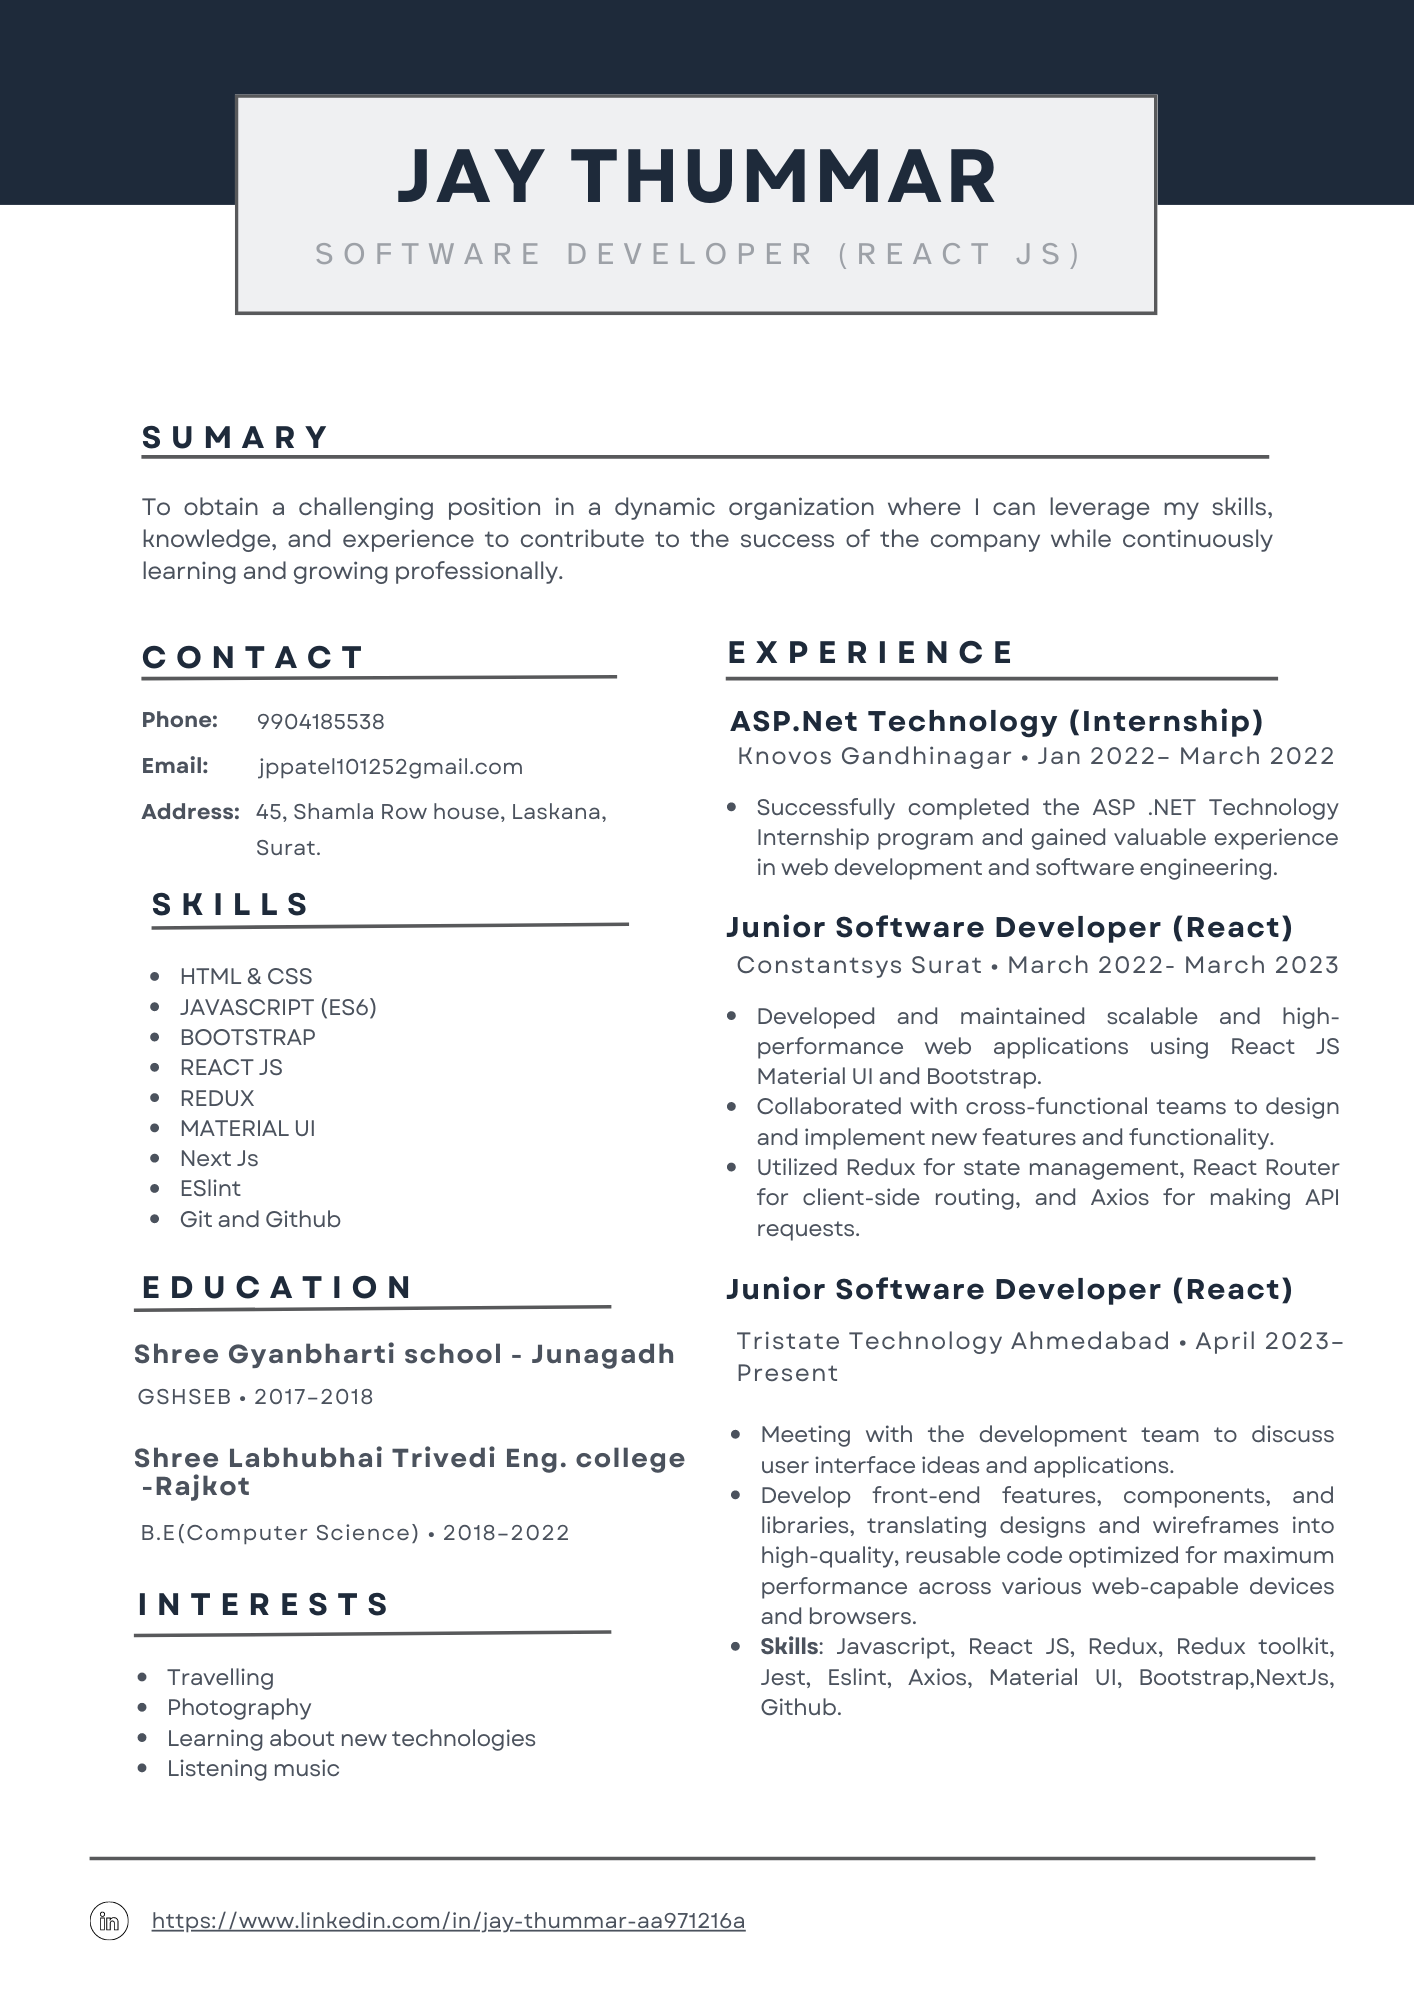 JAY THUMMAR
SOFTWARE DEVELOPER (REACT JS)
SUMARY
To obtain a challenging position in a dynamic organization where I can leverage my skills,
knowledge, and experience to contribute to the success of the company while continuously
learning and growing professionally.
CONTACT
Phone: 9904185538
Email: jppatel101252gmail.com
Address: 45, Shamla Row house, Laskana,
Surat.
SKILLS
• HTML & CSS
• JAVASCRIPT (ES6)
• BOOTSTRAP
• REACT JS
• REDUX
• MATERIAL UI
• Next Js
• ESlint
• Git and Github
EDUCATION
Shree Gyanbharti school - Junagadh
GSHSEB • 2017–2018
Shree Labhubhai Trivedi Eng. college
-Rajkot
B.E(Computer Science) • 2018–2022
INTERESTS
• Travelling
• Photography
• Learning about new technologies
• Listening music
EXPERIENCE
ASP.Net Technology (Internship)
Knovos Gandhinagar • Jan 2022– March 2022
• Successfully completed the ASP .NET Technology
Internship program and gained valuable experience
in web development and software engineering.
Junior Software Developer (React)
Constantsys Surat • March 2022- March 2023
• Developed and maintained scalable and high-
performance web applications using React JS
Material UI and Bootstrap.
• Collaborated with cross-functional teams to design
and implement new features and functionality.
• Utilized Redux for state management, React Router
for client-side routing, and Axios for making API
requests.
Junior Software Developer (React)
Tristate Technology Ahmedabad • April 2023–
Present
• Meeting with the development team to discuss
user interface ideas and applications.
• Develop front-end features, components, and
libraries, translating designs and wireframes into
high-quality, reusable code optimized for maximum
performance across various web-capable devices
and browsers.
• Skills: Javascript, React JS, Redux, Redux toolkit,
Jest, Eslint, Axios, Material UI, Bootstrap,NextJs,
Github.
in https://www.linkedin.com/in/jay-thummar-aa971216a